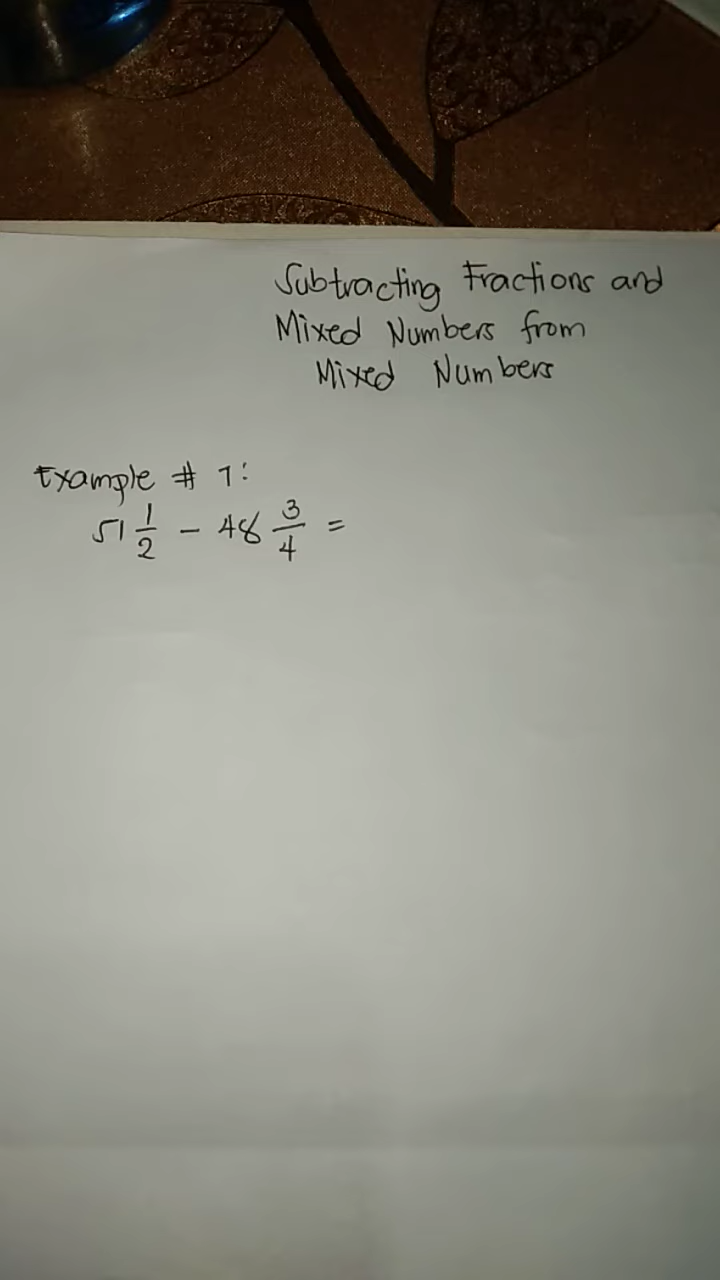 Subtracting Fractions and
Mixed Numbers from
Mixed Numbers
Example # 1:
51 1/2 - 48 3/4 =